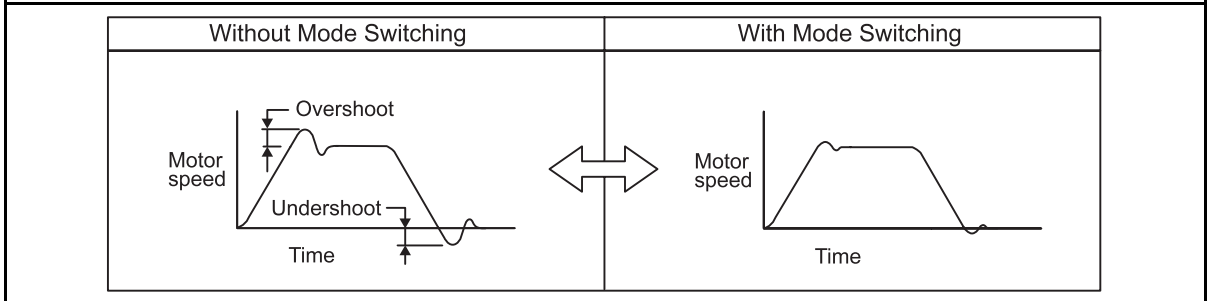 Without Mode Switching
With Mode Switching
Overshoot
Motor
speed
Undershoot
Time
Motor
speed
Time